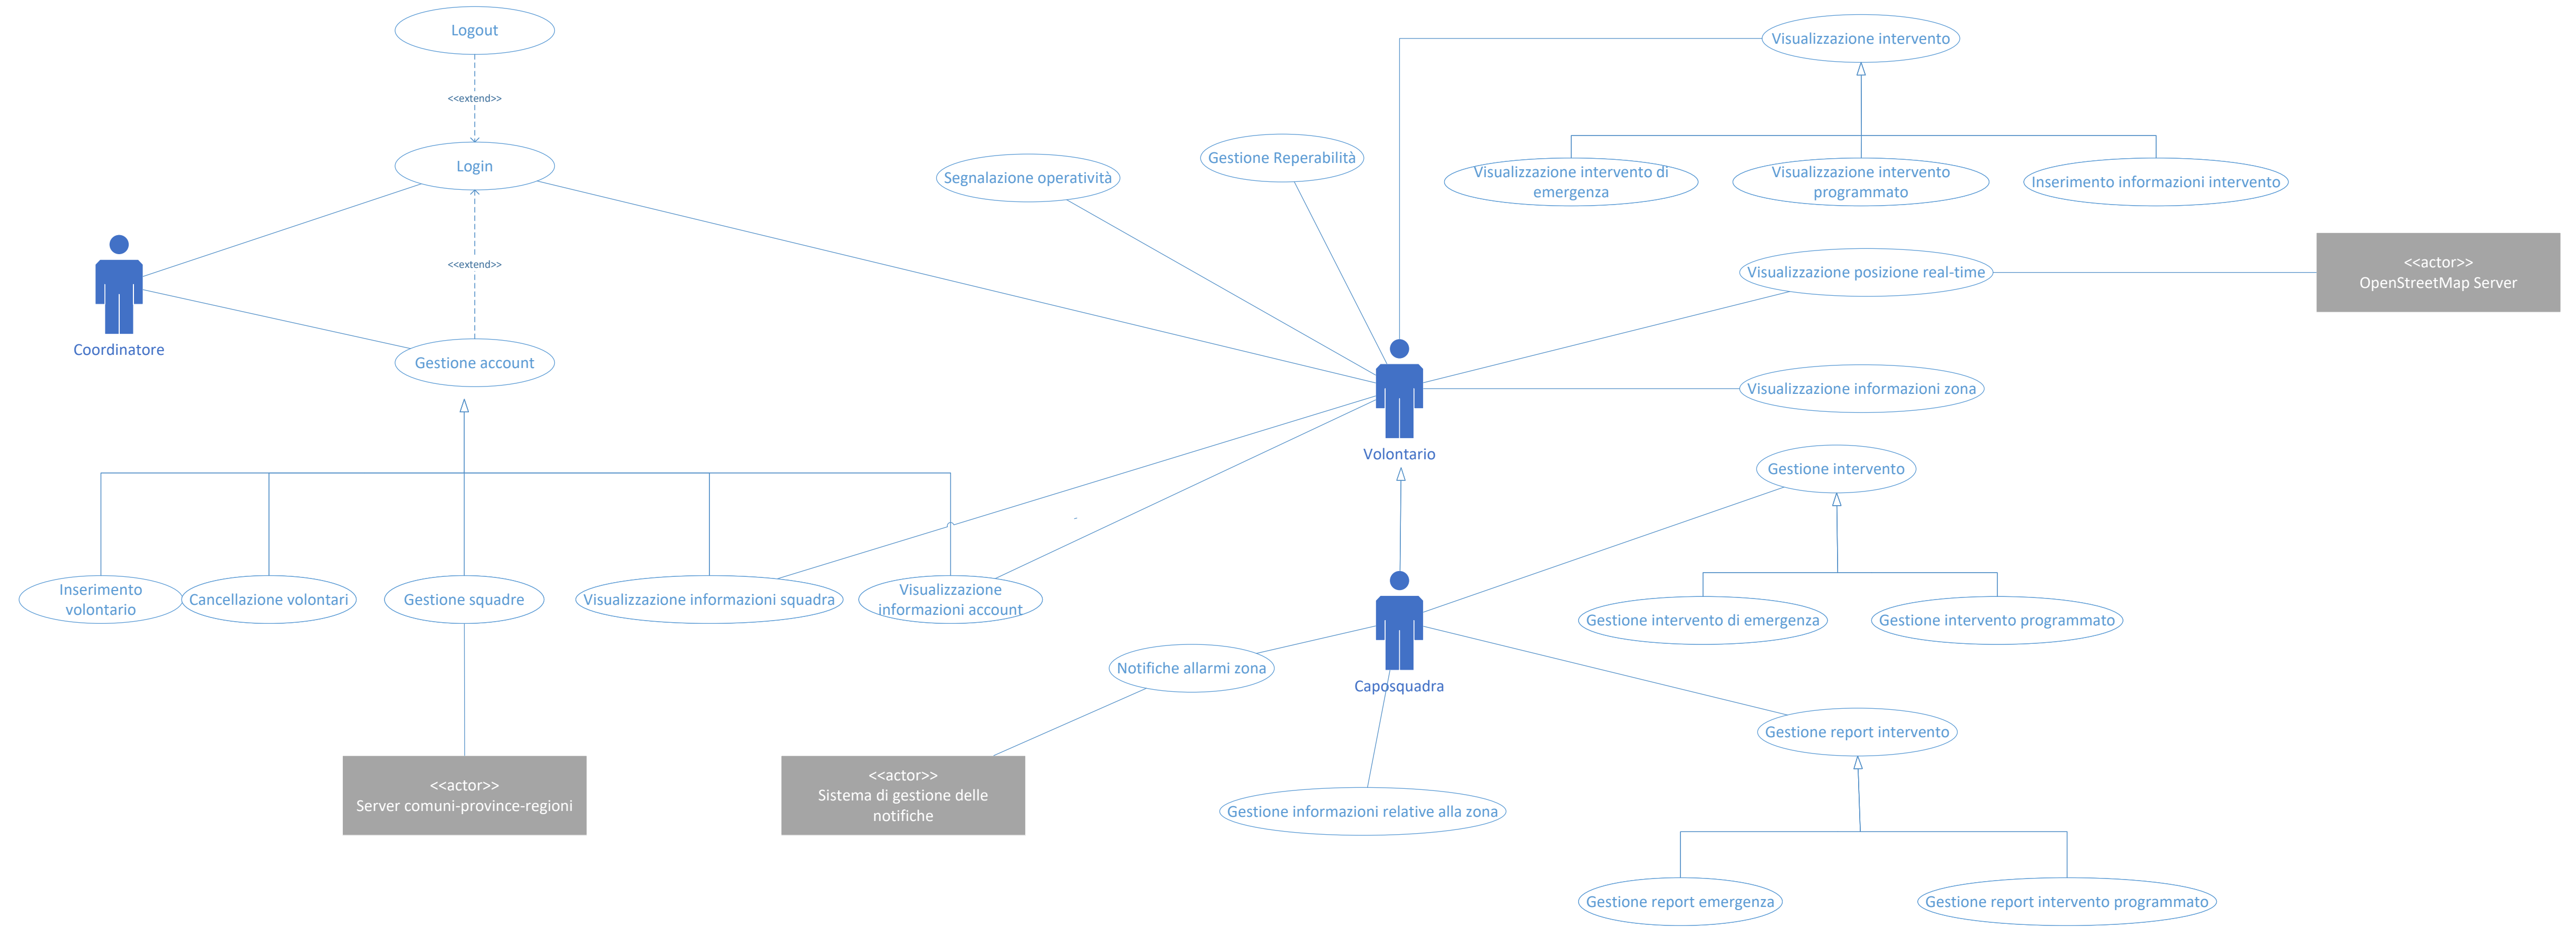 Logout
<<extend>>
Login
<<extend>>
Gestione account
Coordinatore
Inserimento
volontario
Cancellazione volontari
Gestione squadre
Visualizzazione informazioni squadra
Visualizzazione
informazioni account
<<actor>>
Server comuni-province-regioni
<<actor>>
Sistema di gestione delle
notifiche
Segnalazione operatività
Gestione Reperabilità
Volontario
Notifiche allarmi zona
Caposquadra
Gestione informazioni relative alla zona
Visualizzazione intervento
Visualizzazione intervento di
emergenza
Visualizzazione intervento
programmato
Inserimento informazioni intervento
Visualizzazione posizione real-time
<<actor>>
OpenStreetMap Server
Visualizzazione informazioni zona
Gestione intervento
Gestione intervento di emergenza
Gestione intervento programmato
Gestione report intervento
Gestione report emergenza
Gestione report intervento programmato